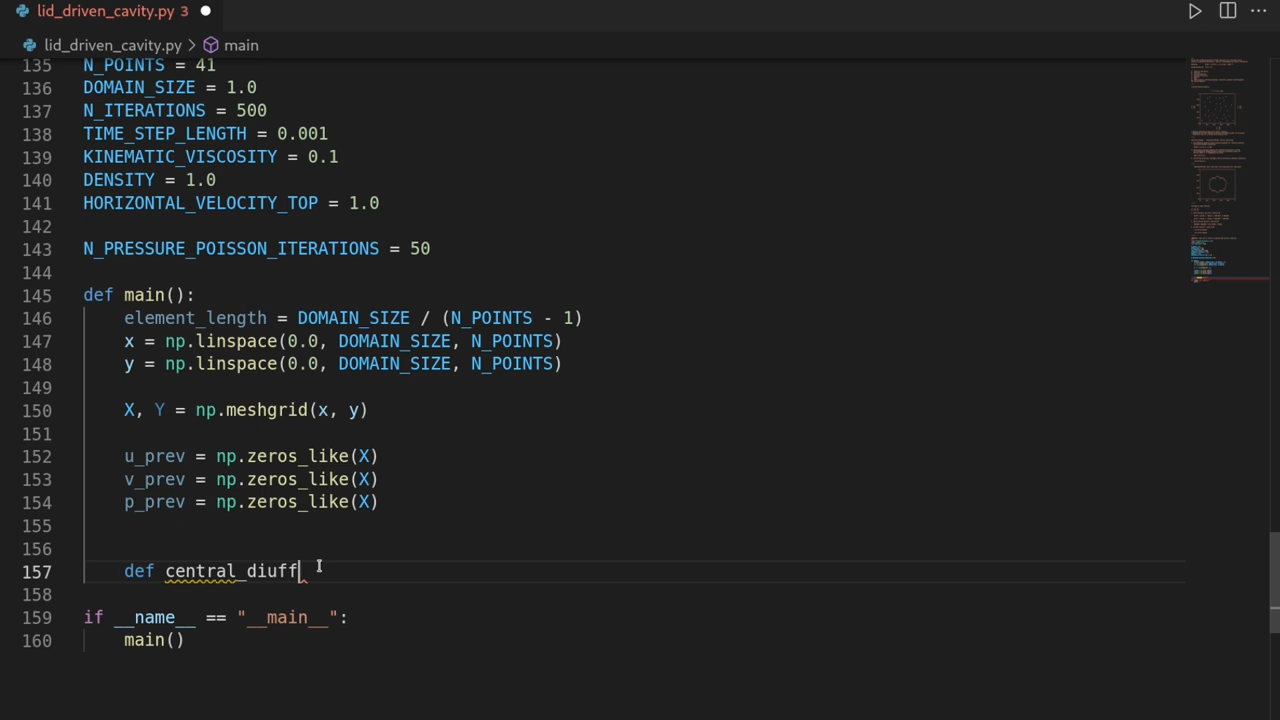 lid_driven_cavity.py 3
lid_driven_cavity.py > main
135 N_POINTS = 41
136 DOMAIN_SIZE = 1.0
137 N_ITERATIONS = 500
138 TIME_STEP_LENGTH = 0.001
139 KINEMATIC_VISCOSITY = 0.1
140 DENSITY = 1.0
141 HORIZONTAL_VELOCITY_TOP = 1.0
142
143 N_PRESSURE_POISSON_ITERATIONS = 50
144
145 def main():
146     element_length = DOMAIN_SIZE / (N_POINTS - 1)
147     x = np.linspace(0.0, DOMAIN_SIZE, N_POINTS)
148     y = np.linspace(0.0, DOMAIN_SIZE, N_POINTS)
149
150     X, Y = np.meshgrid(x, y)
151
152     u_prev = np.zeros_like(X)
153     v_prev = np.zeros_like(X)
154     p_prev = np.zeros_like(X)
155
156
157     def central_diuff
158
159 if __name__ == "__main__":
160     main()